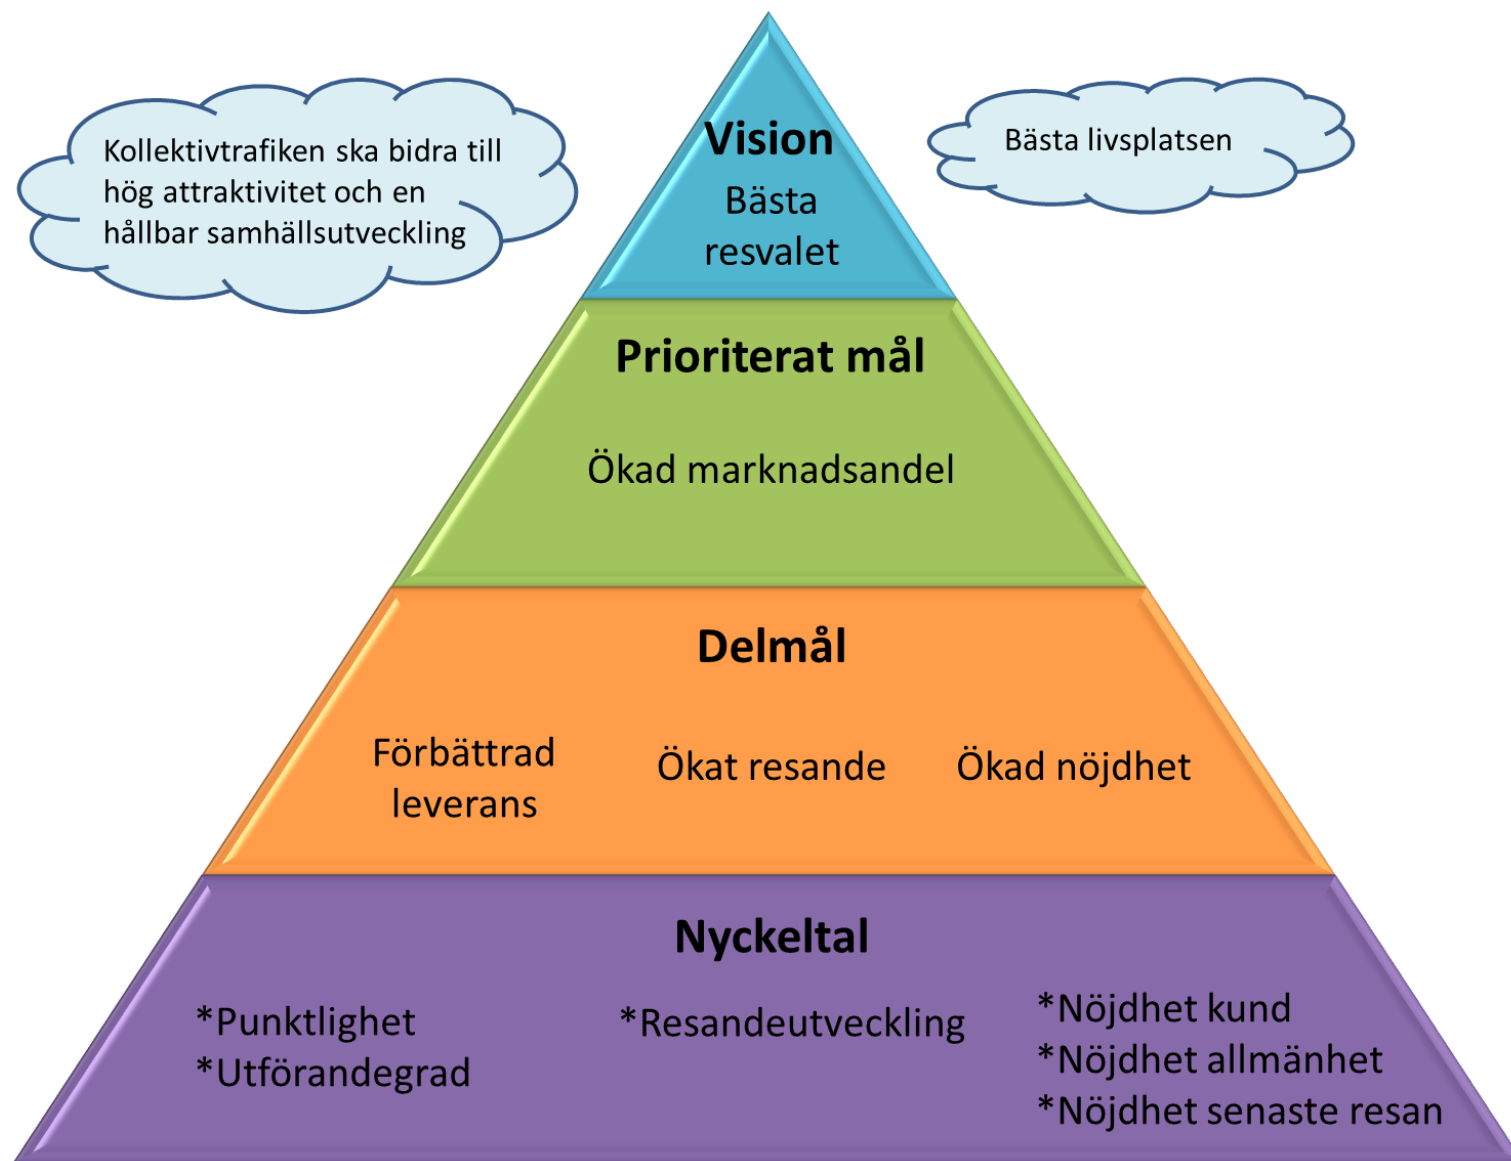 Kollektivtrafiken ska bidra till
hög attraktivitet och en
hållbar samhällsutveckling
Bästa livsplatsen
Vision
Bästa
resvalet
Prioriterat mål
Ökad marknadsandel
Delmål
Förbättrad
leverans
Ökat resande
Ökad nöjdhet
Nyckeltal
*Punktlighet
*Utförandegrad
*Resandeutveckling
*Nöjdhet kund
*Nöjdhet allmänhet
*Nöjdhet senaste resan